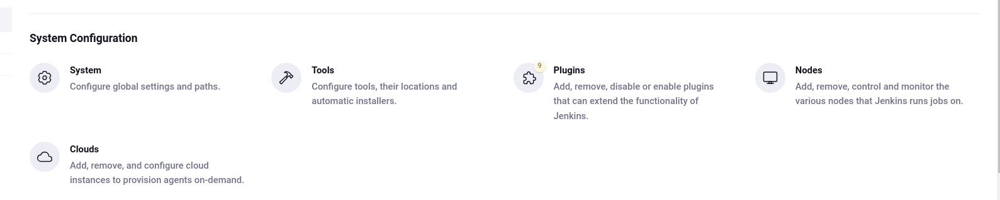 System Configuration
System
Configure global settings and paths.
Tools
Configure tools, their locations and
automatic installers.
9
Plugins
Add, remove, disable or enable plugins
that can extend the functionality of
Jenkins.
Nodes
Add, remove, control and monitor the
various nodes that Jenkins runs jobs on.
Clouds
Add, remove, and configure cloud
instances to provision agents on-demand.